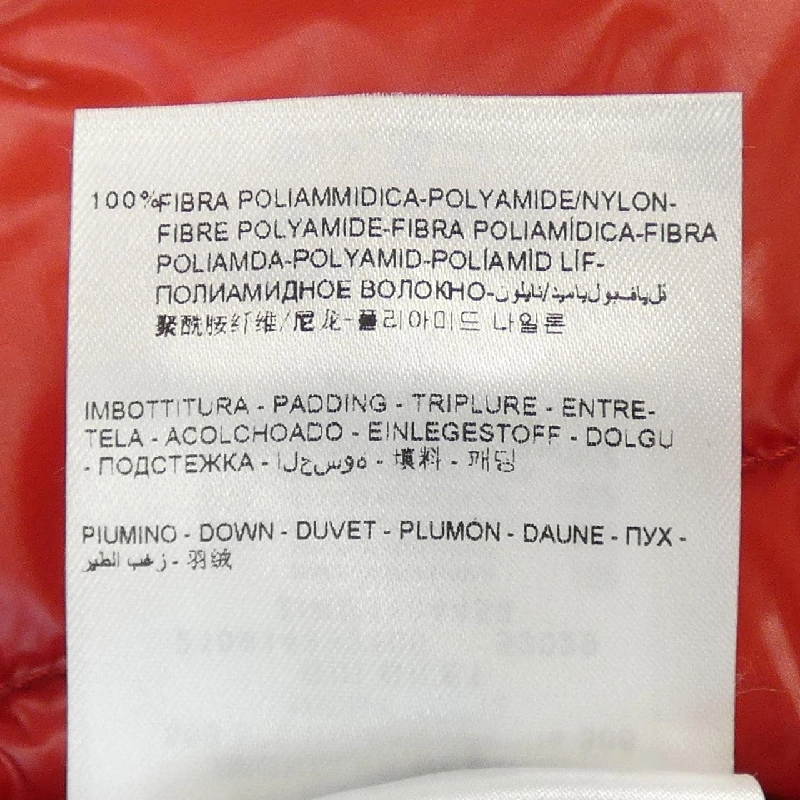 100%FIBRA POLIAMMIDICA-POLYAMIDE/NYLON-
FIBRE POLYAMIDE-FIBRA POLIAMÍDICA-FIBRA
POLIAMDA-POLYAMID-POLÍAMİD LİF-
ПОЛИАМИДНОЕ ВОЛОКНО-
聚酰胺纤维/尼龙-폴리아미드 나일론
IMBOTTITURA - PADDING - TRIPLURE - ENTRE-
TELA - ACOLCHOADO - EINLEGESTOFF - DOLGU
- ПОДСТЕЖКА - الحسوه - 填料 - 패딩
PIUMINO - DOWN - DUVET - PLUMÓN - DAUNE - ПУХ -
زغب الطير - 羽绒